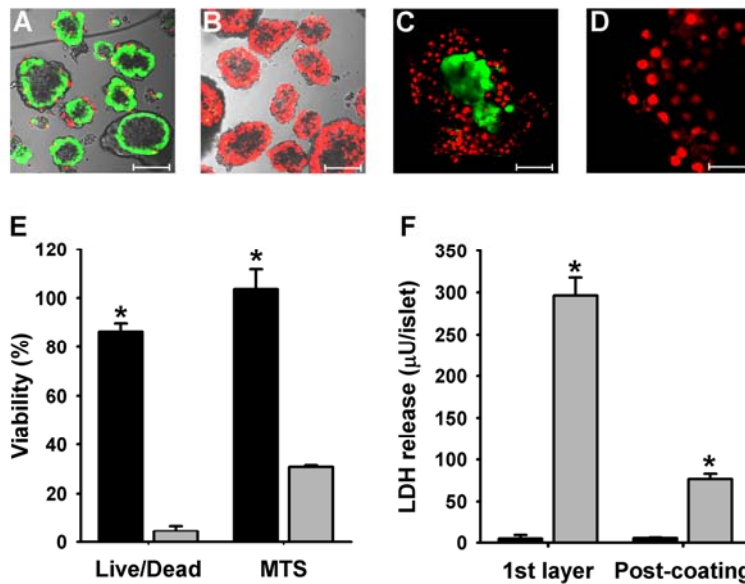 A B C D
E
120
100
80
60
40
20
0
Viability (%)
* *
Live/Dead MTS
F
350
300
250
200
150
100
50
0
LDH release (µU/islet)
* *
1st layer Post-coating